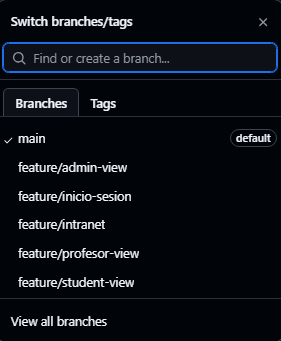 Switch branches/tags
Find or create a branch...
Branches Tags
main default
feature/admin-view
feature/inicio-sesion
feature/intranet
feature/profesor-view
feature/student-view
View all branches